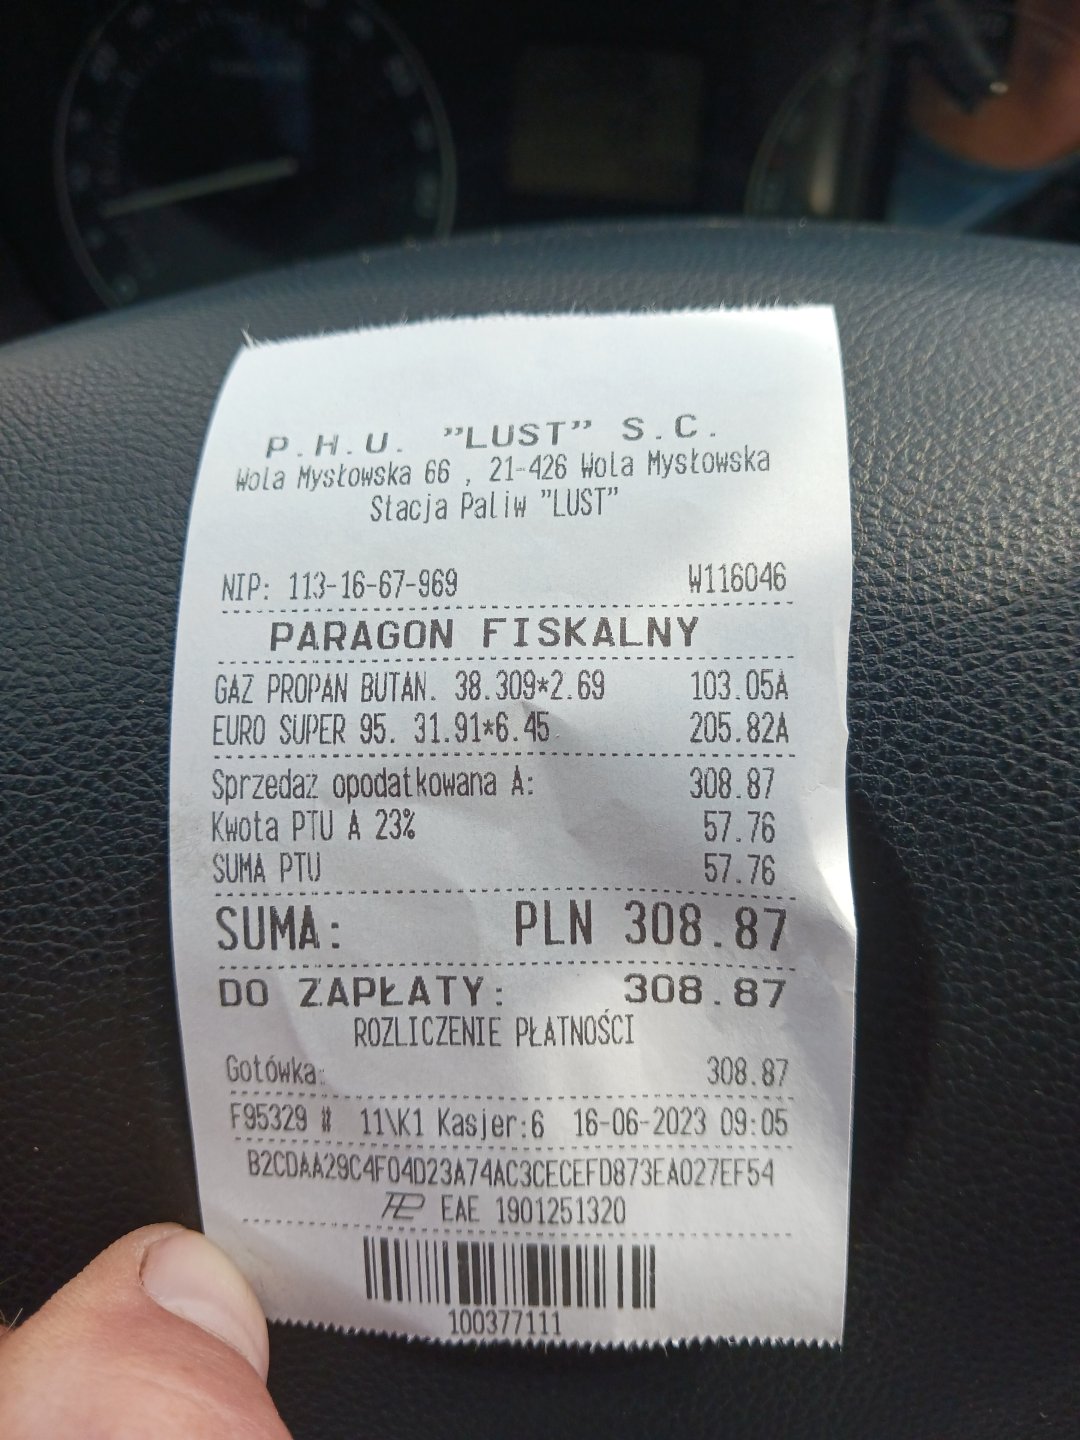 P.H.U. "LUST" S.C.
Wola Mysłowska 66 , 21-426 Wola Mysłowska
Stacja Paliw "LUST"
NIP: 113-16-67-969 W116046
PARAGON FISKALNY
GAZ PROPAN BUTAN. 38.309*2.69 103.05A
EURO SUPER 95. 31.91*6.45 205.82A
Sprzedaż opodatkowana A: 308.87
Kwota PTU A 23% 57.76
SUMA PTU 57.76
SUMA: PLN 308.87
DO ZAPŁATY: 308.87
ROZLICZENIE PŁATNOŚCI
Gotówka: 308.87
F95329 # 11\K1 Kasjer:6 16-06-2023 09:05
B2CDAA29C4F04D23A74AC3CECEFD873EA027EF54
EAE 1901251320
100377111